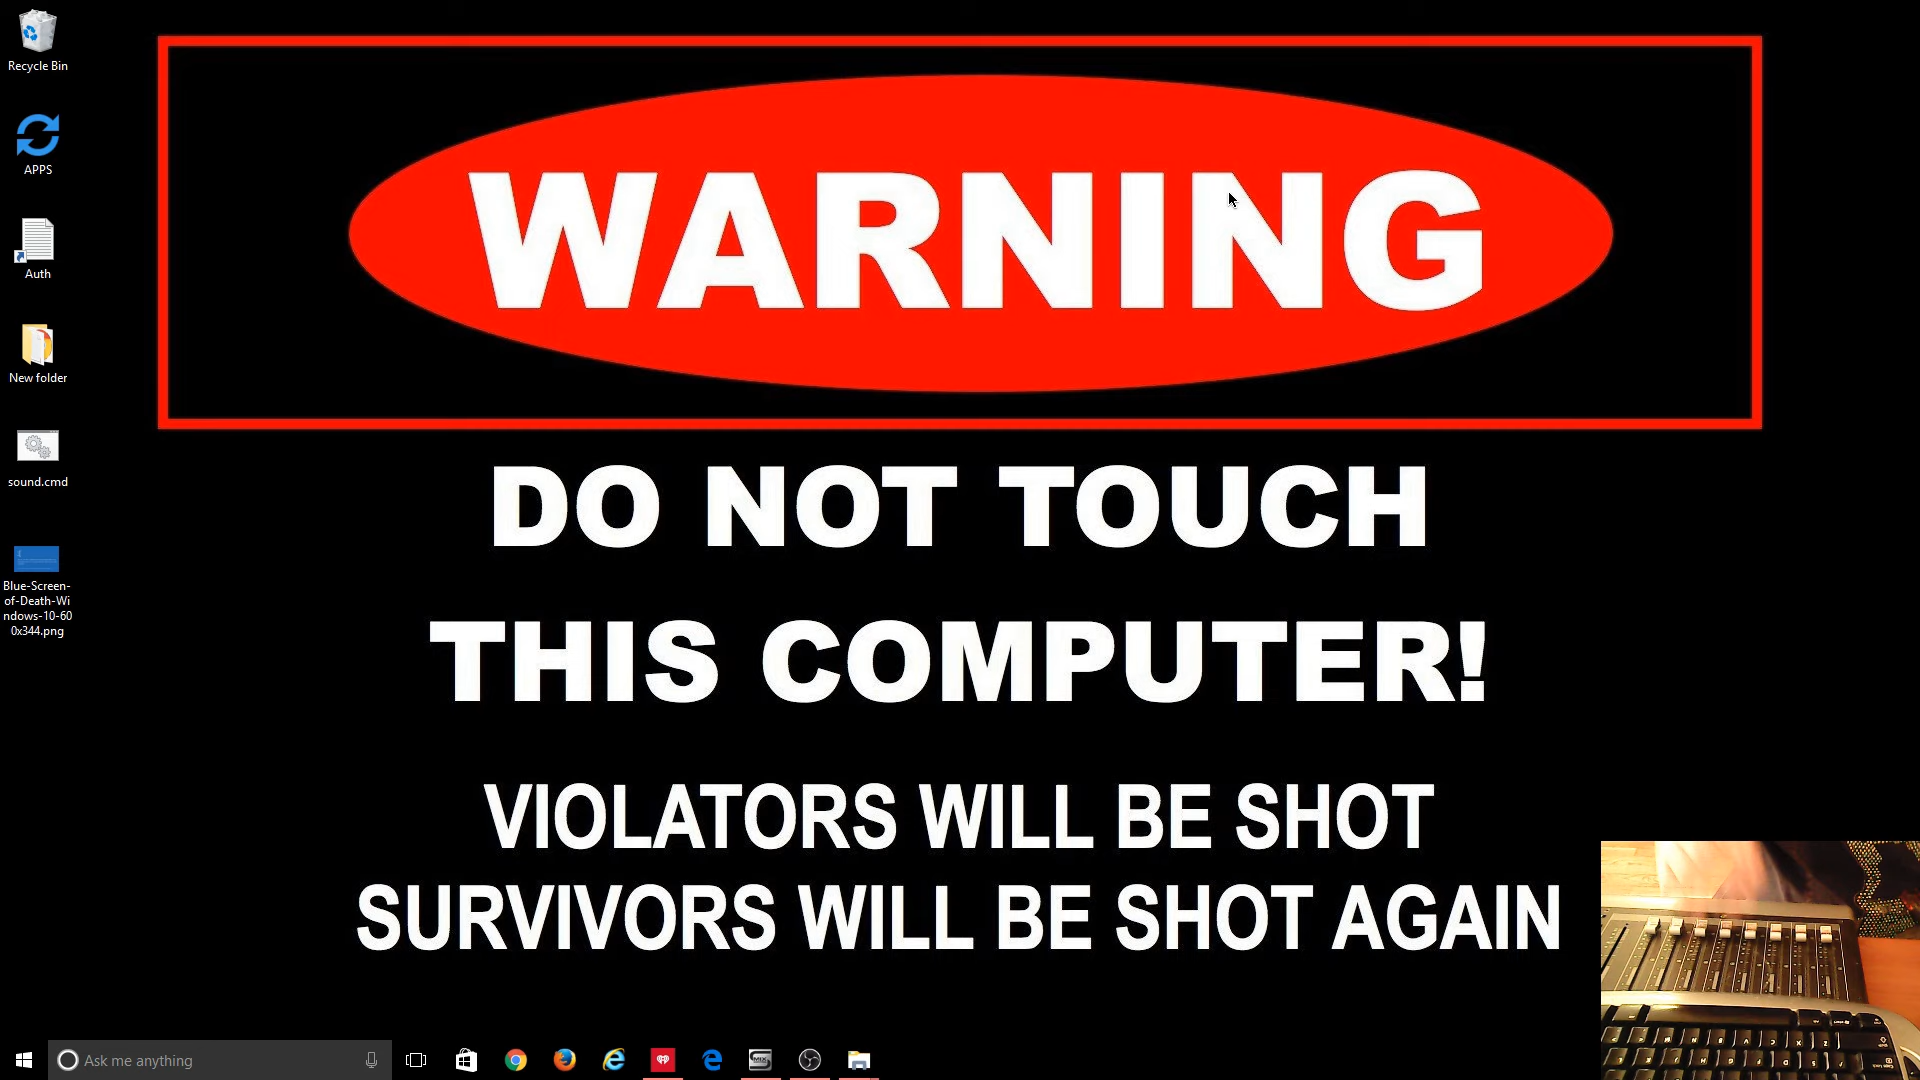 Recycle Bin
APPS
Auth
New folder
sound.cmd
Blue-Screen-
of-Death-Wi
ndows-10-60
0x344.png
WARNING
DO NOT TOUCH
THIS COMPUTER!
VIOLATORS WILL BE SHOT
SURVIVORS WILL BE SHOT AGAIN
Ask me anything
MIX